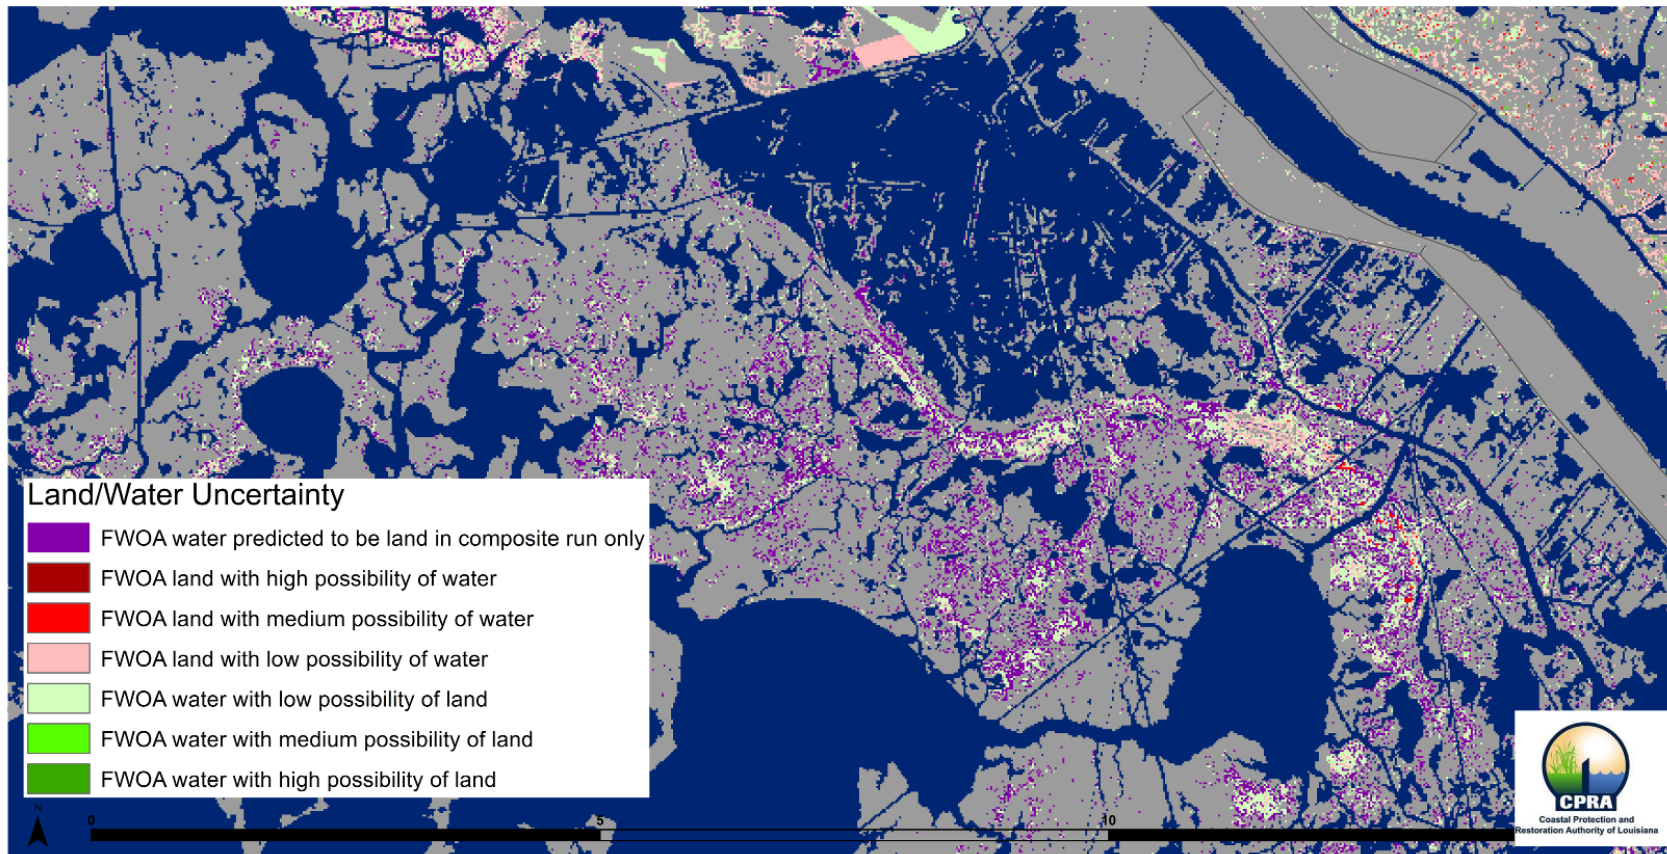 Land/Water Uncertainty
FWOA water predicted to be land in composite run only
FWOA land with high possibility of water
FWOA land with medium possibility of water
FWOA land with low possibility of water
FWOA water with low possibility of land
FWOA water with medium possibility of land
FWOA water with high possibility of land
N
0 5 10
CPRA
Coastal Protection and
Restoration Authority of Louisiana